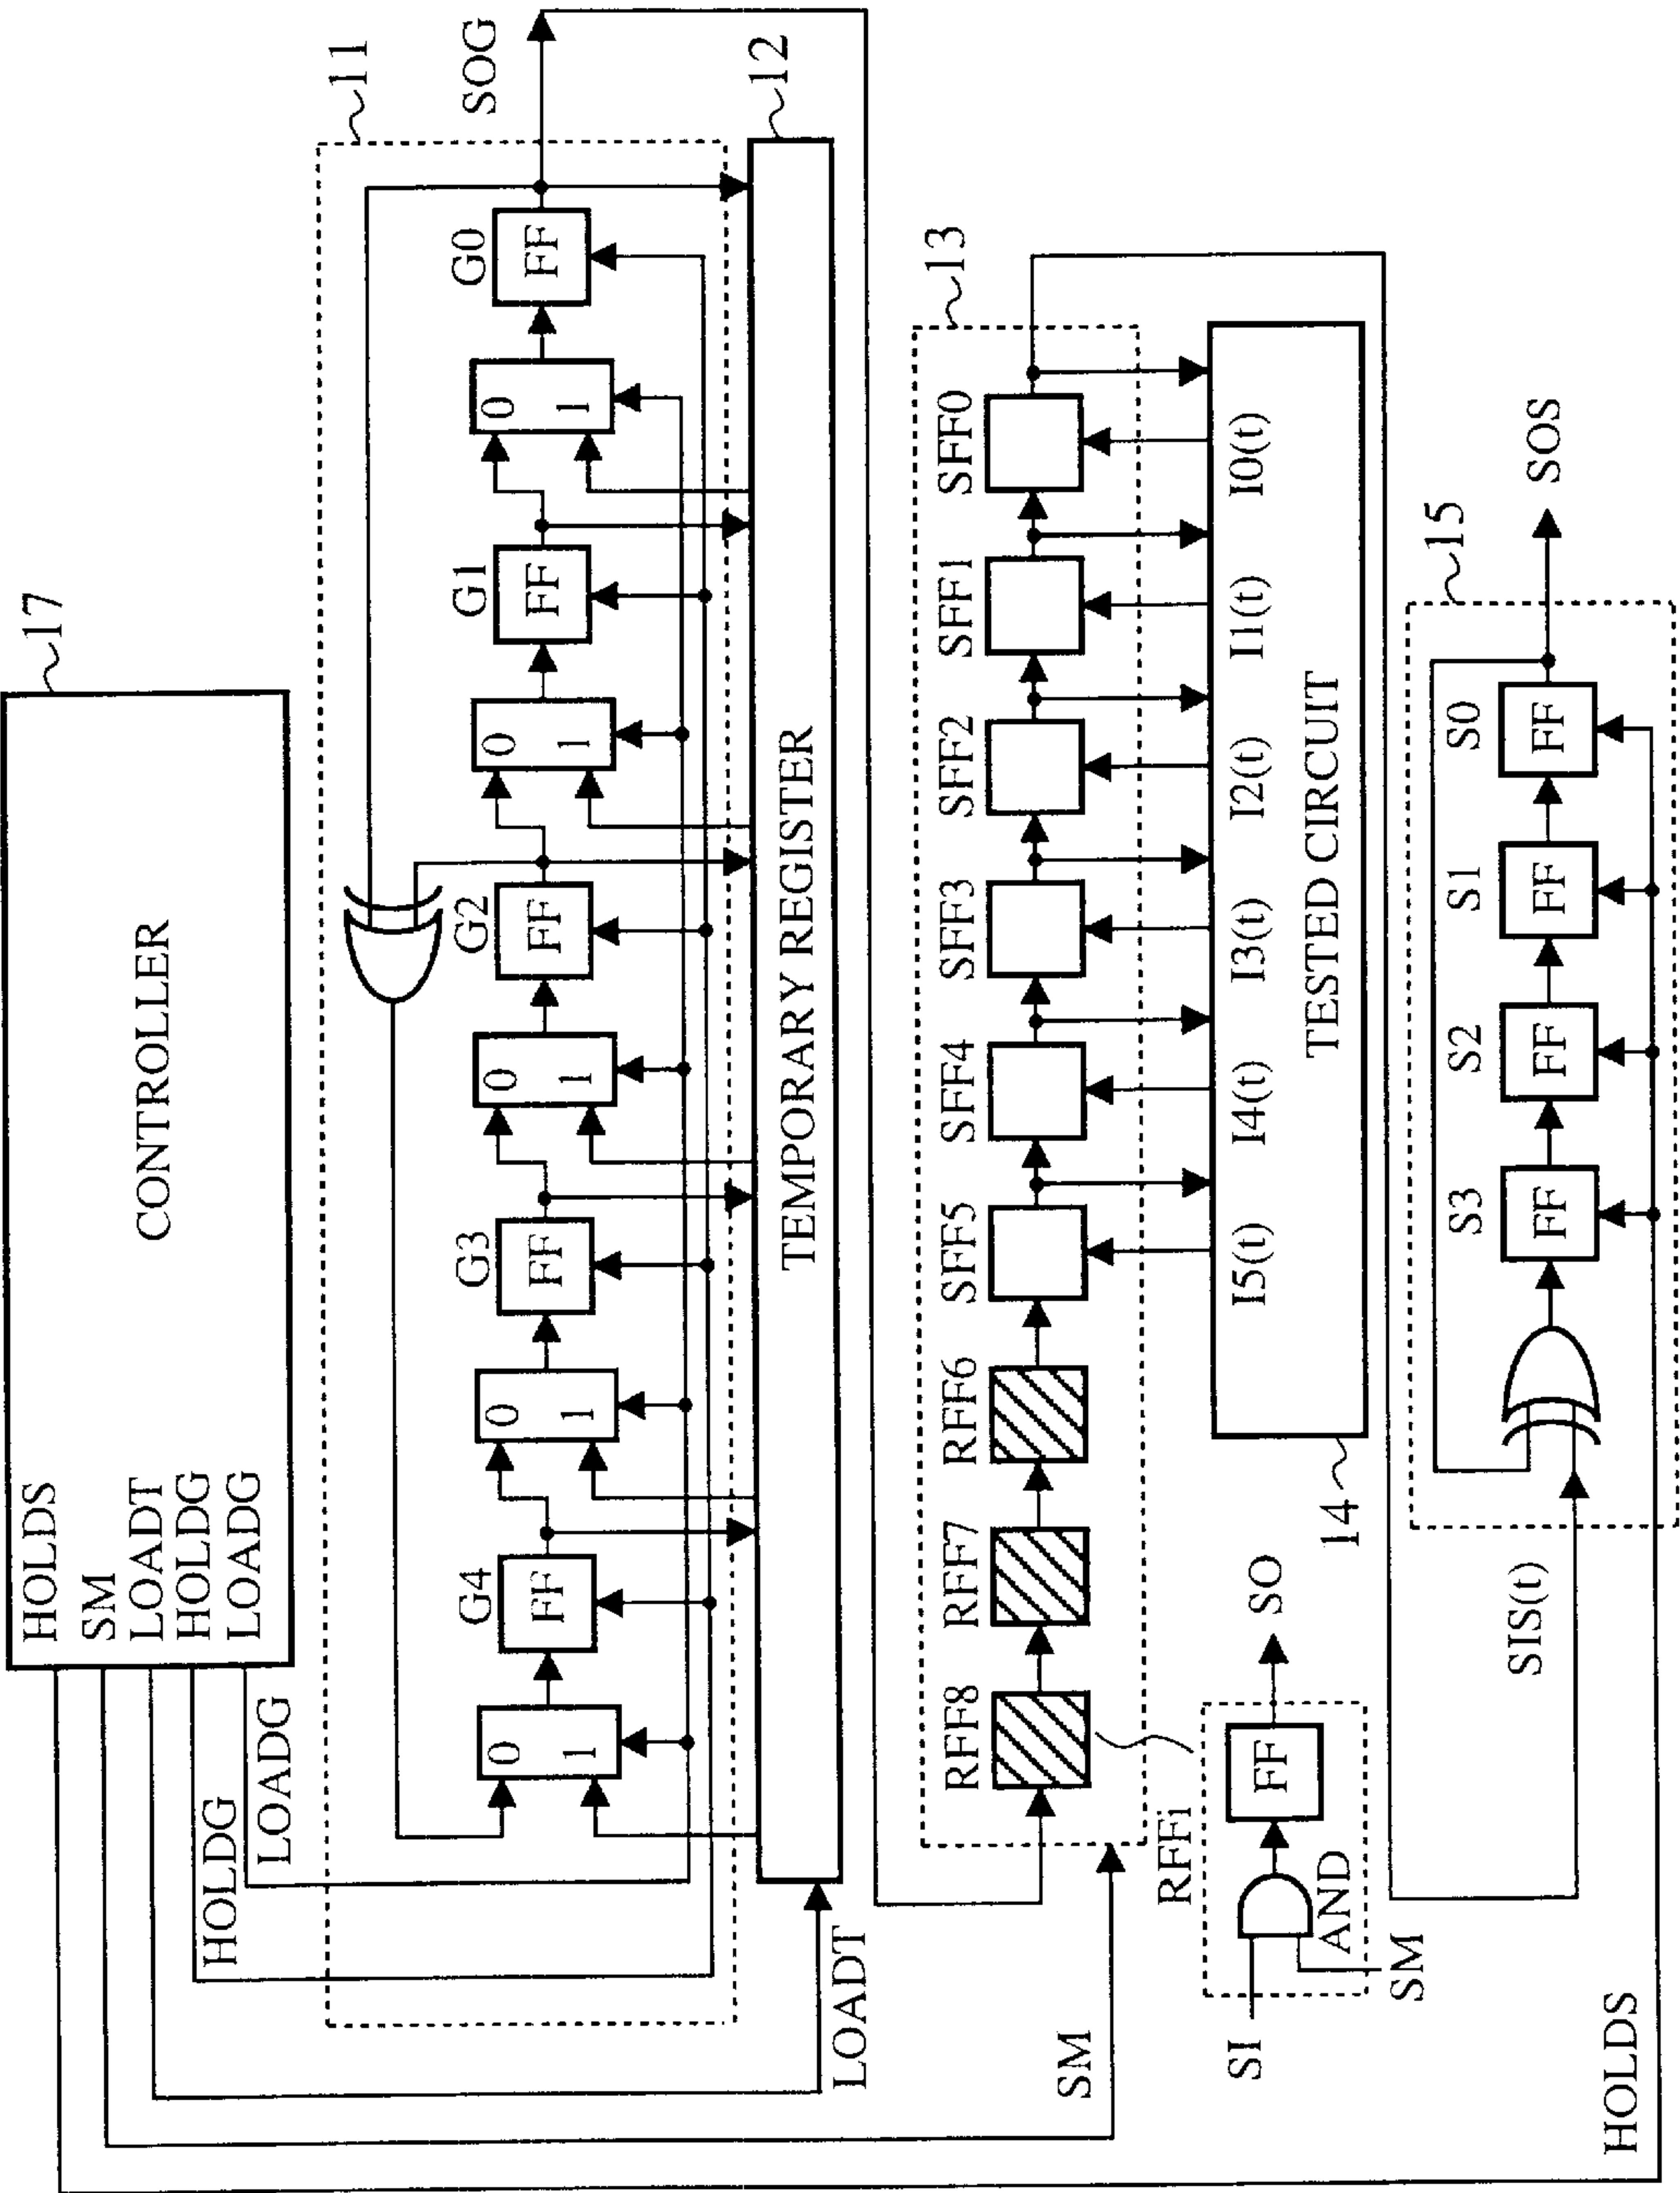 17
CONTROLLER
HOLDS
SM
LOADT
HOLDG
LOADG
HOLDG
LOADG
11
SOG
G4
G3
G2
G1
G0
FF
FF
FF
FF
FF
0
1
0
1
0
1
0
1
0
1
12
TEMPORARY REGISTER
LOADT
13
RFF8
RFF7
RFF6
SFF5
SFF4
SFF3
SFF2
SFF1
SFF0
SM
I5(t)
I4(t)
I3(t)
I2(t)
I1(t)
I0(t)
TESTED CIRCUIT
14
RFFi
SI
FF
SO
AND
SM
15
SIS(t)
S3
S2
S1
S0
FF
FF
FF
FF
SOS
HOLDS